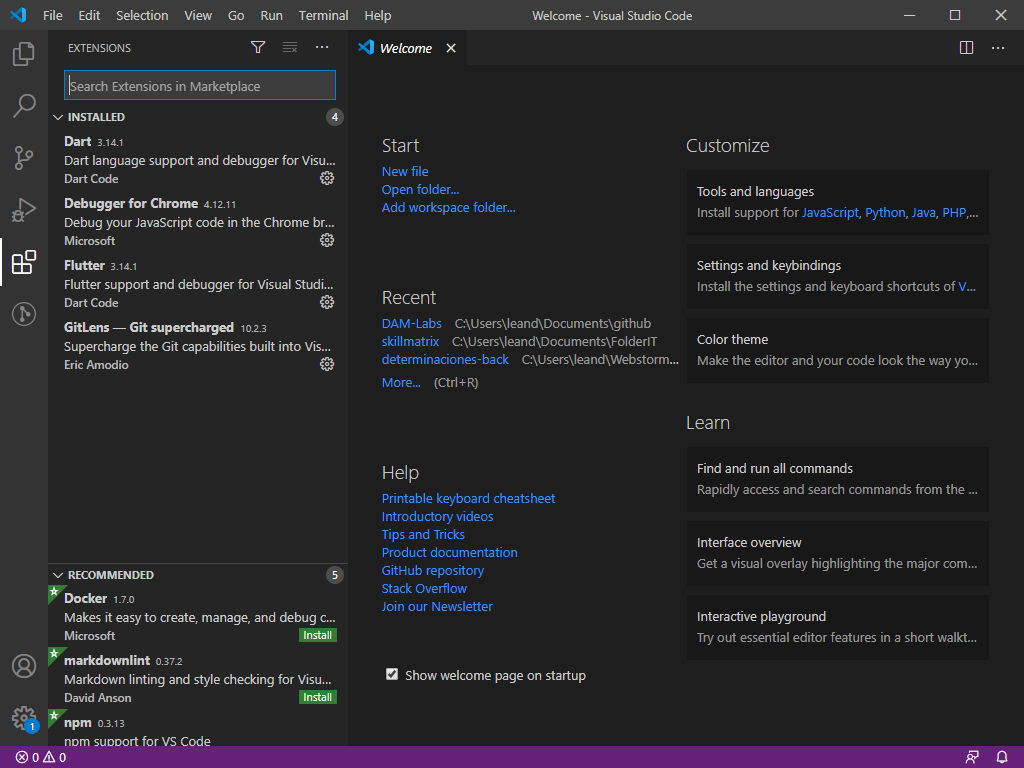 File Edit Selection View Go Run Terminal Help
Welcome - Visual Studio Code
EXTENSIONS
Search Extensions in Marketplace
INSTALLED 4
Dart 3.14.1
Dart language support and debugger for Visu...
Dart Code
Debugger for Chrome 4.12.11
Debug your JavaScript code in the Chrome br...
Microsoft
Flutter 3.14.1
Flutter support and debugger for Visual Studi...
Dart Code
GitLens — Git supercharged 10.2.3
Supercharge the Git capabilities built into Vis...
Eric Amodio
RECOMMENDED 5
Docker 1.7.0
Makes it easy to create, manage, and debug c...
Microsoft Install
markdownlint 0.37.2
Markdown linting and style checking for Visu...
David Anson Install
npm 0.3.13
npm support for VS Code
1
Welcome
Start
New file
Open folder...
Add workspace folder...
Recent
DAM-Labs C:\Users\leand\Documents\github
skillmatrix C:\Users\leand\Documents\FolderIT
determinaciones-back C:\Users\leand\Webstorm...
More... (Ctrl+R)
Help
Printable keyboard cheatsheet
Introductory videos
Tips and Tricks
Product documentation
GitHub repository
Stack Overflow
Join our Newsletter
Show welcome page on startup
Customize
Tools and languages
Install support for JavaScript, Python, Java, PHP,...
Settings and keybindings
Install the settings and keyboard shortcuts of V...
Color theme
Make the editor and your code look the way yo...
Learn
Find and run all commands
Rapidly access and search commands from the ...
Interface overview
Get a visual overlay highlighting the major com...
Interactive playground
Try out essential editor features in a short walkt...
0 0